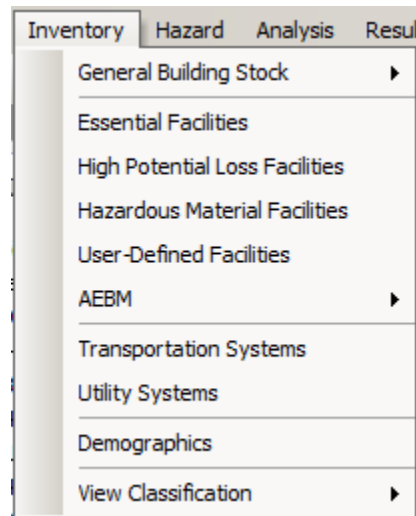 Inventory Hazard Analysis
General Building Stock
Essential Facilities
High Potential Loss Facilities
Hazardous Material Facilities
User-Defined Facilities
AEBM
Transportation Systems
Utility Systems
Demographics
View Classification